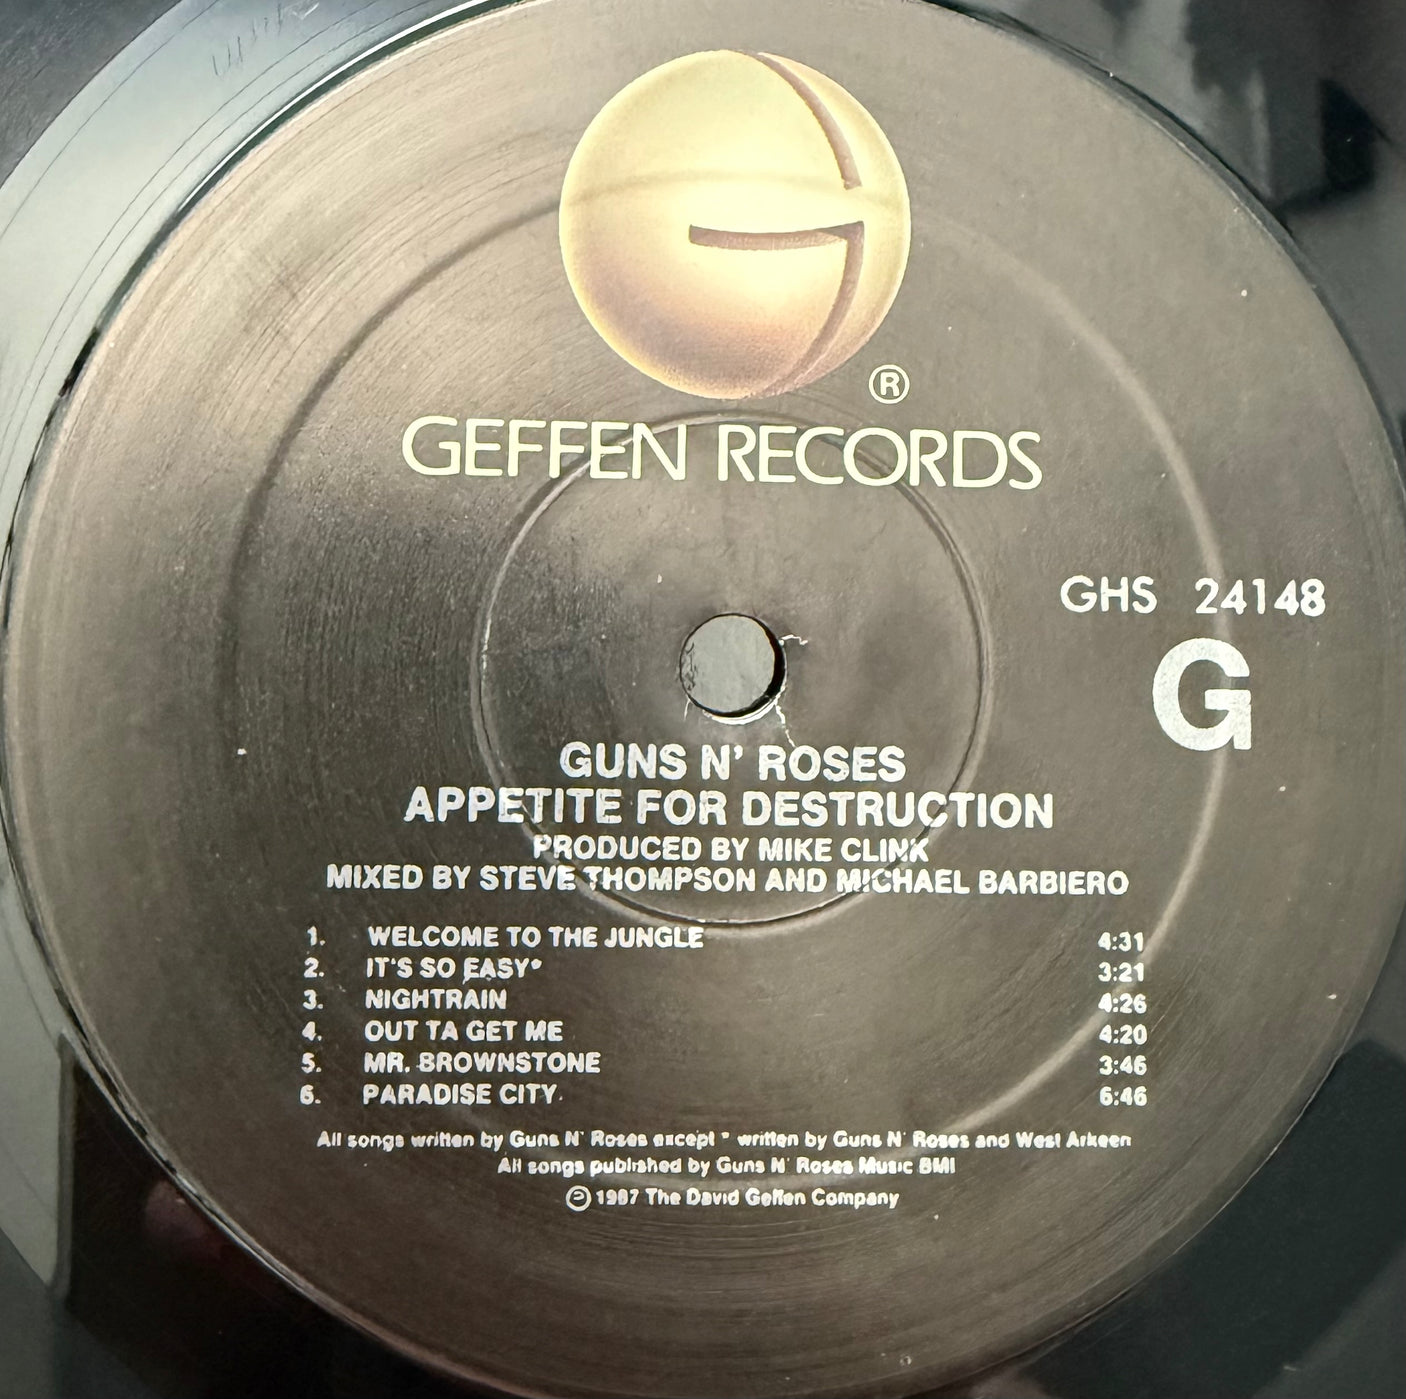 ®
GEFFEN RECORDS
GHS 24148
G
GUNS N' ROSES
APPETITE FOR DESTRUCTION
PRODUCED BY MIKE CLINK
MIXED BY STEVE THOMPSON AND MICHAEL BARBIERO
1. WELCOME TO THE JUNGLE 4:31
2. IT'S SO EASY* 3:21
3. NIGHTRAIN 4:26
4. OUT TA GET ME 4:20
5. MR. BROWNSTONE 3:46
6. PARADISE CITY 6:46
All songs written by Guns N' Roses except * written by Guns N' Roses and West Arkeen
All songs published by Guns N' Roses Music BMI
℗ 1987 The David Geffen Company